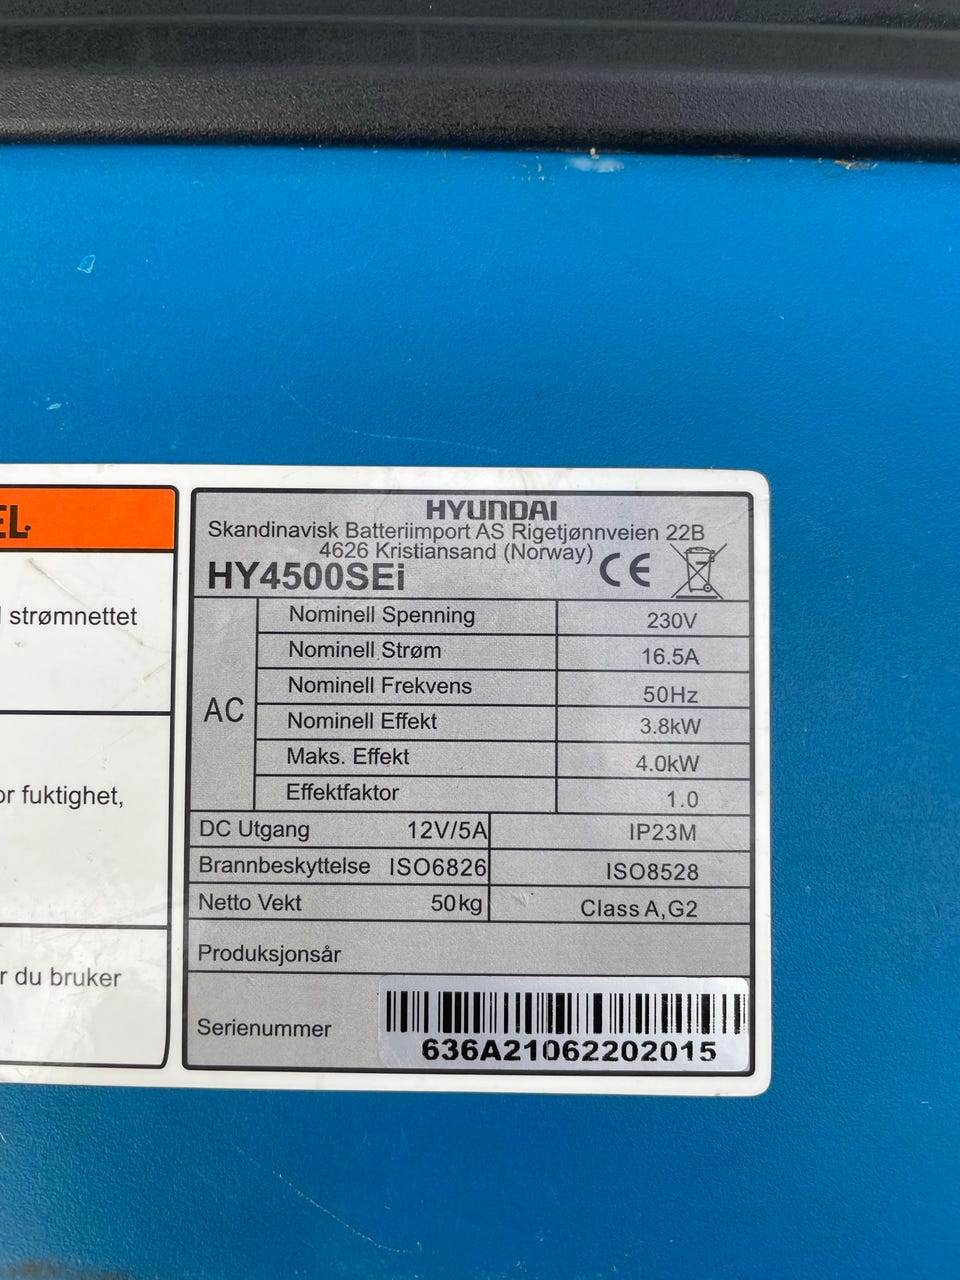 EL.
strømnettet
or fuktighet,
r du bruker
HYUNDAI
Skandinavisk Batteriimport AS Rigetjønnveien 22B
4626 Kristiansand (Norway)
HY4500SEi CE
AC
Nominell Spenning 230V
Nominell Strøm 16.5A
Nominell Frekvens 50Hz
Nominell Effekt 3.8kW
Maks. Effekt 4.0kW
Effektfaktor 1.0
DC Utgang 12V/5A IP23M
Brannbeskyttelse ISO6826 ISO8528
Netto Vekt 50kg Class A,G2
Produksjonsår
Serienummer
636A21062202015